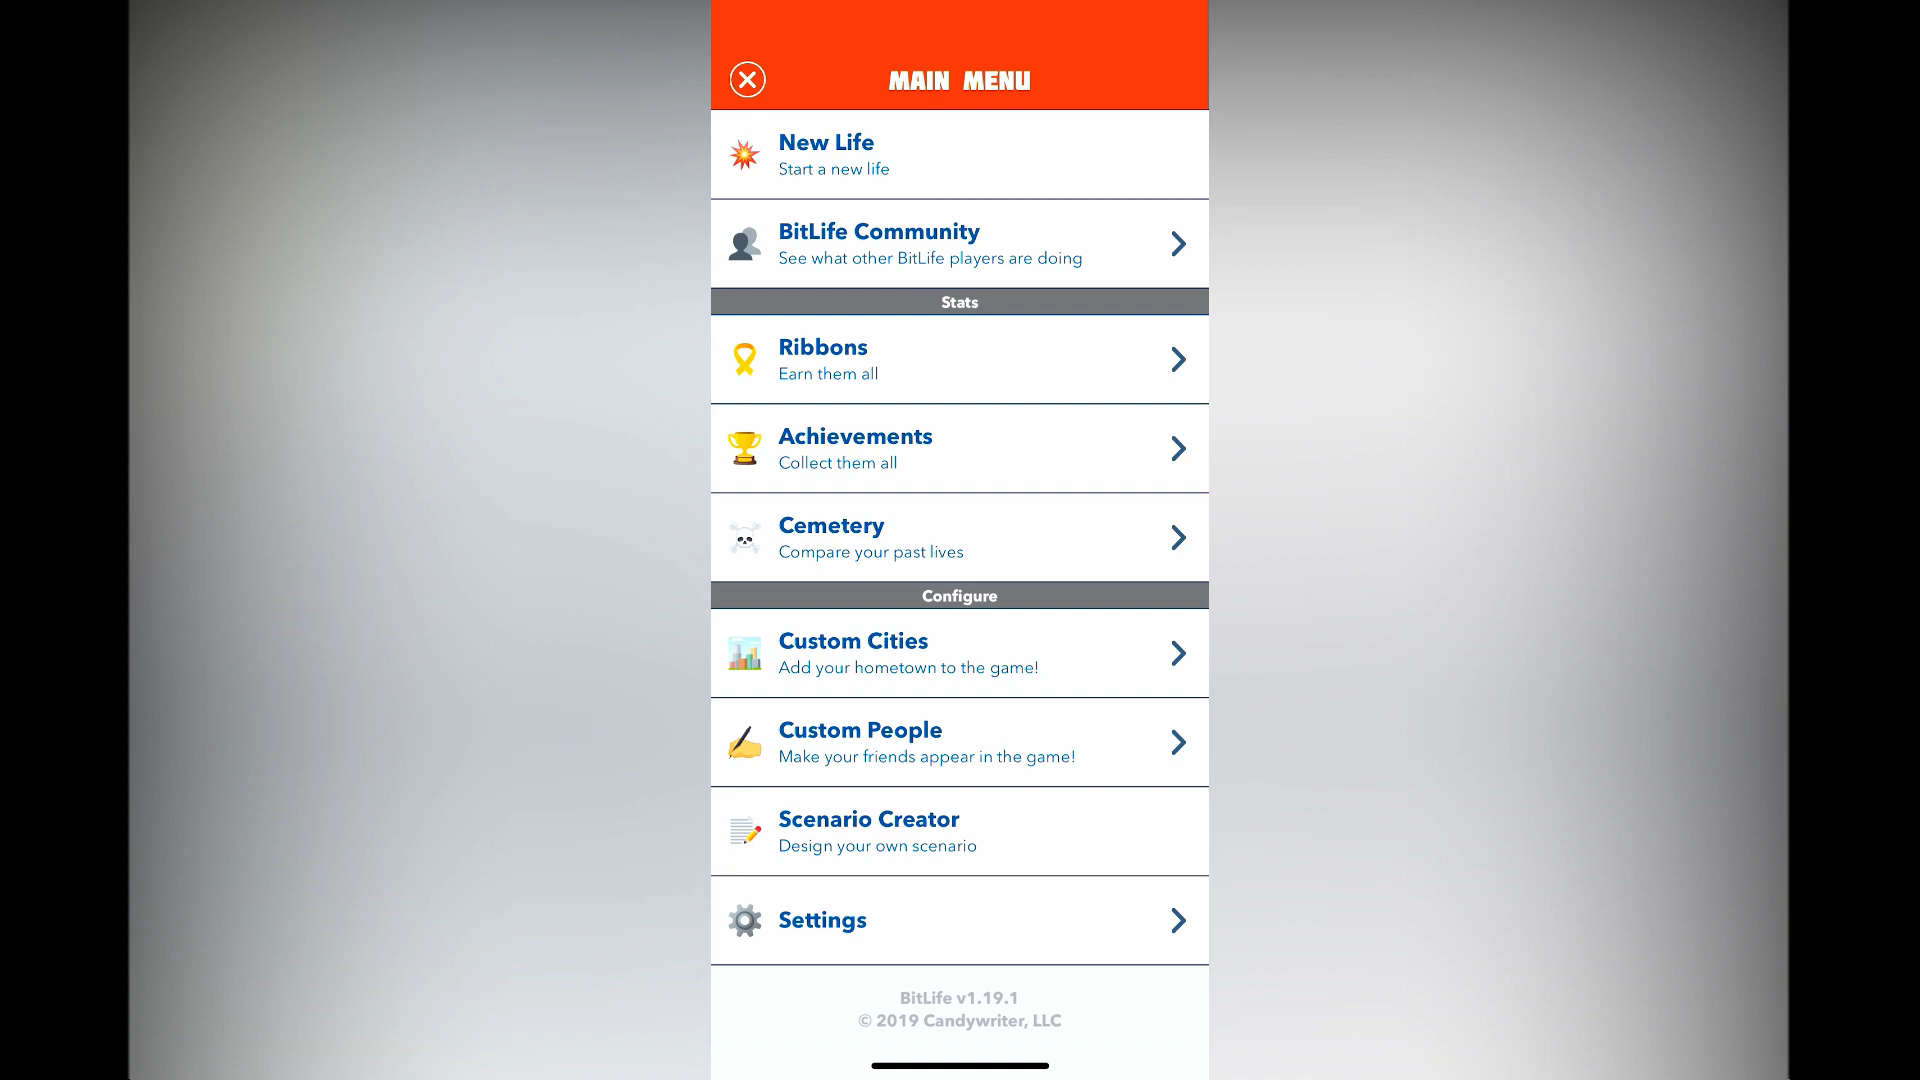 MAIN MENU
New Life
Start a new life
BitLife Community
See what other BitLife players are doing
Stats
Ribbons
Earn them all
Achievements
Collect them all
Cemetery
Compare your past lives
Configure
Custom Cities
Add your hometown to the game!
Custom People
Make your friends appear in the game!
Scenario Creator
Design your own scenario
Settings
BitLife v1.19.1
© 2019 Candywriter, LLC